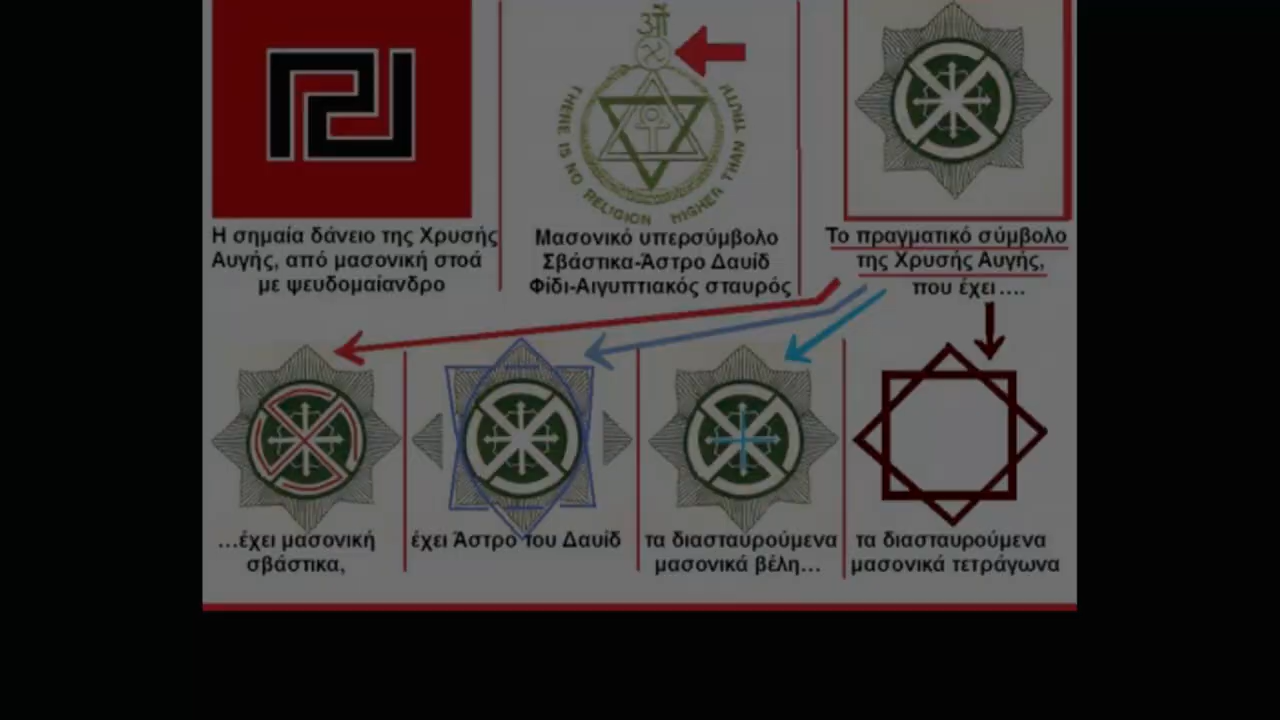 ओं
THERE IS NO RELIGION HIGHER THAN TRUTH
Η σημαία δάνειο της Χρυσής
Αυγής, από μασονική στοά
με ψευδομαίανδρο
Μασονικό υπερσύμβολο
Σβάστικα-Άστρο Δαυίδ
Φίδι-Αιγυπτιακός σταυρός
Το πραγματικό σύμβολο
της Χρυσής Αυγής,
που έχει....
...έχει μασονική
σβάστικα,
έχει Άστρο του Δαυίδ
τα διασταυρούμενα
μασονικά βέλη...
τα διασταυρούμενα
μασονικά τετράγωνα